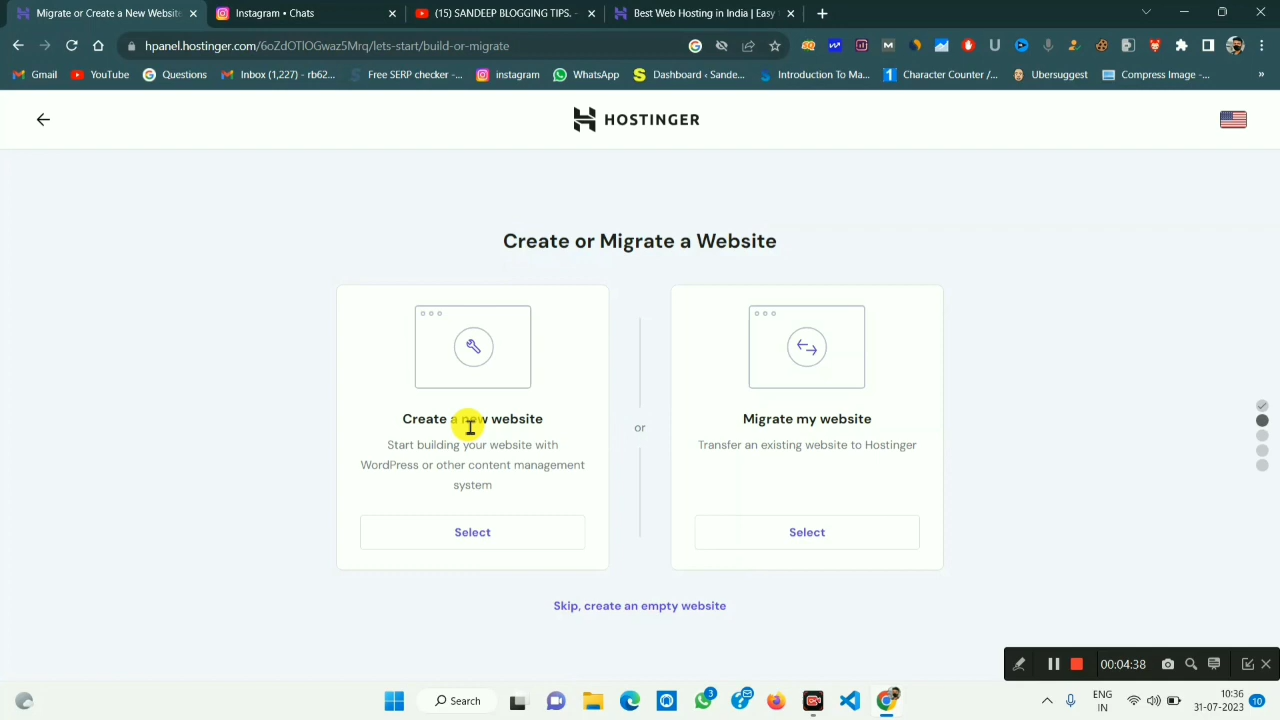 Migrate or Create a New Website
Instagram • Chats
(15) SANDEEP BLOGGING TIPS. -
Best Web Hosting in India | Easy
hpanel.hostinger.com/6oZdOTlOGwaz5Mrq/lets-start/build-or-migrate
Gmail
YouTube
Questions
Inbox (1,227) - rb62...
Free SERP checker -...
instagram
WhatsApp
Dashboard ‹ Sande...
Introduction To Ma...
Character Counter /...
Ubersuggest
Compress Image -...
»
HOSTINGER
Create or Migrate a Website
Create a new website
Start building your website with
WordPress or other content management
system
Select
or
Migrate my website
Transfer an existing website to Hostinger
Select
Skip, create an empty website
00:04:38
Search
3
ENG
IN
10:36
31-07-2023
10